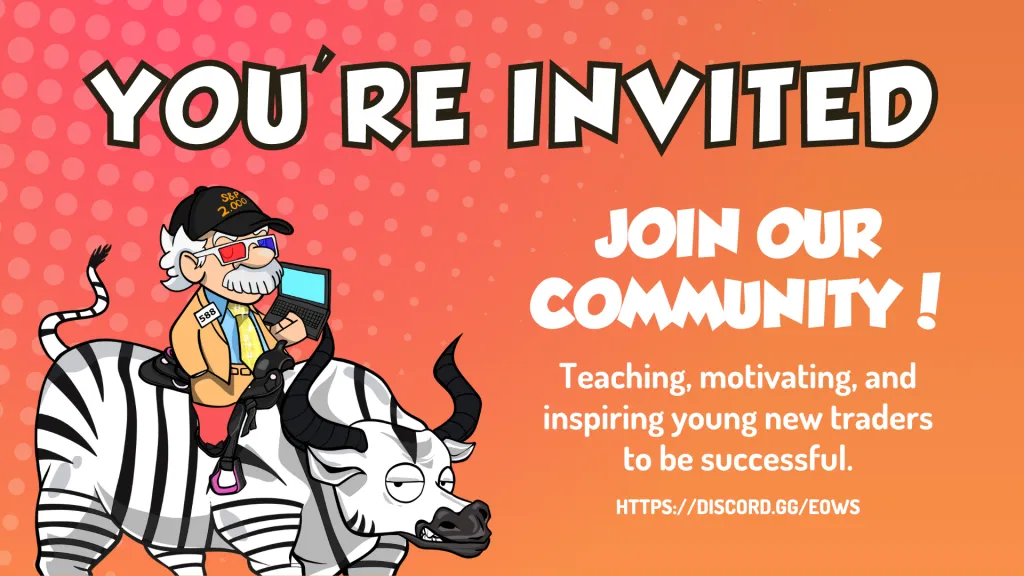 YOU'RE INVITED
S&P
2,000
588
JOIN OUR
COMMUNITY!
Teaching, motivating, and
inspiring young new traders
to be successful.
HTTPS://DISCORD.GG/EOWS